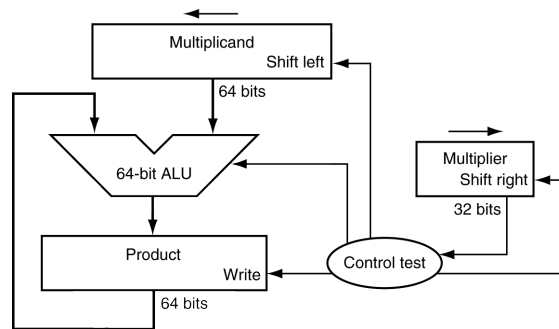 Multiplicand
Shift left
64 bits
64-bit ALU
Multiplier
Shift right
32 bits
Product
Control test
Write
64 bits